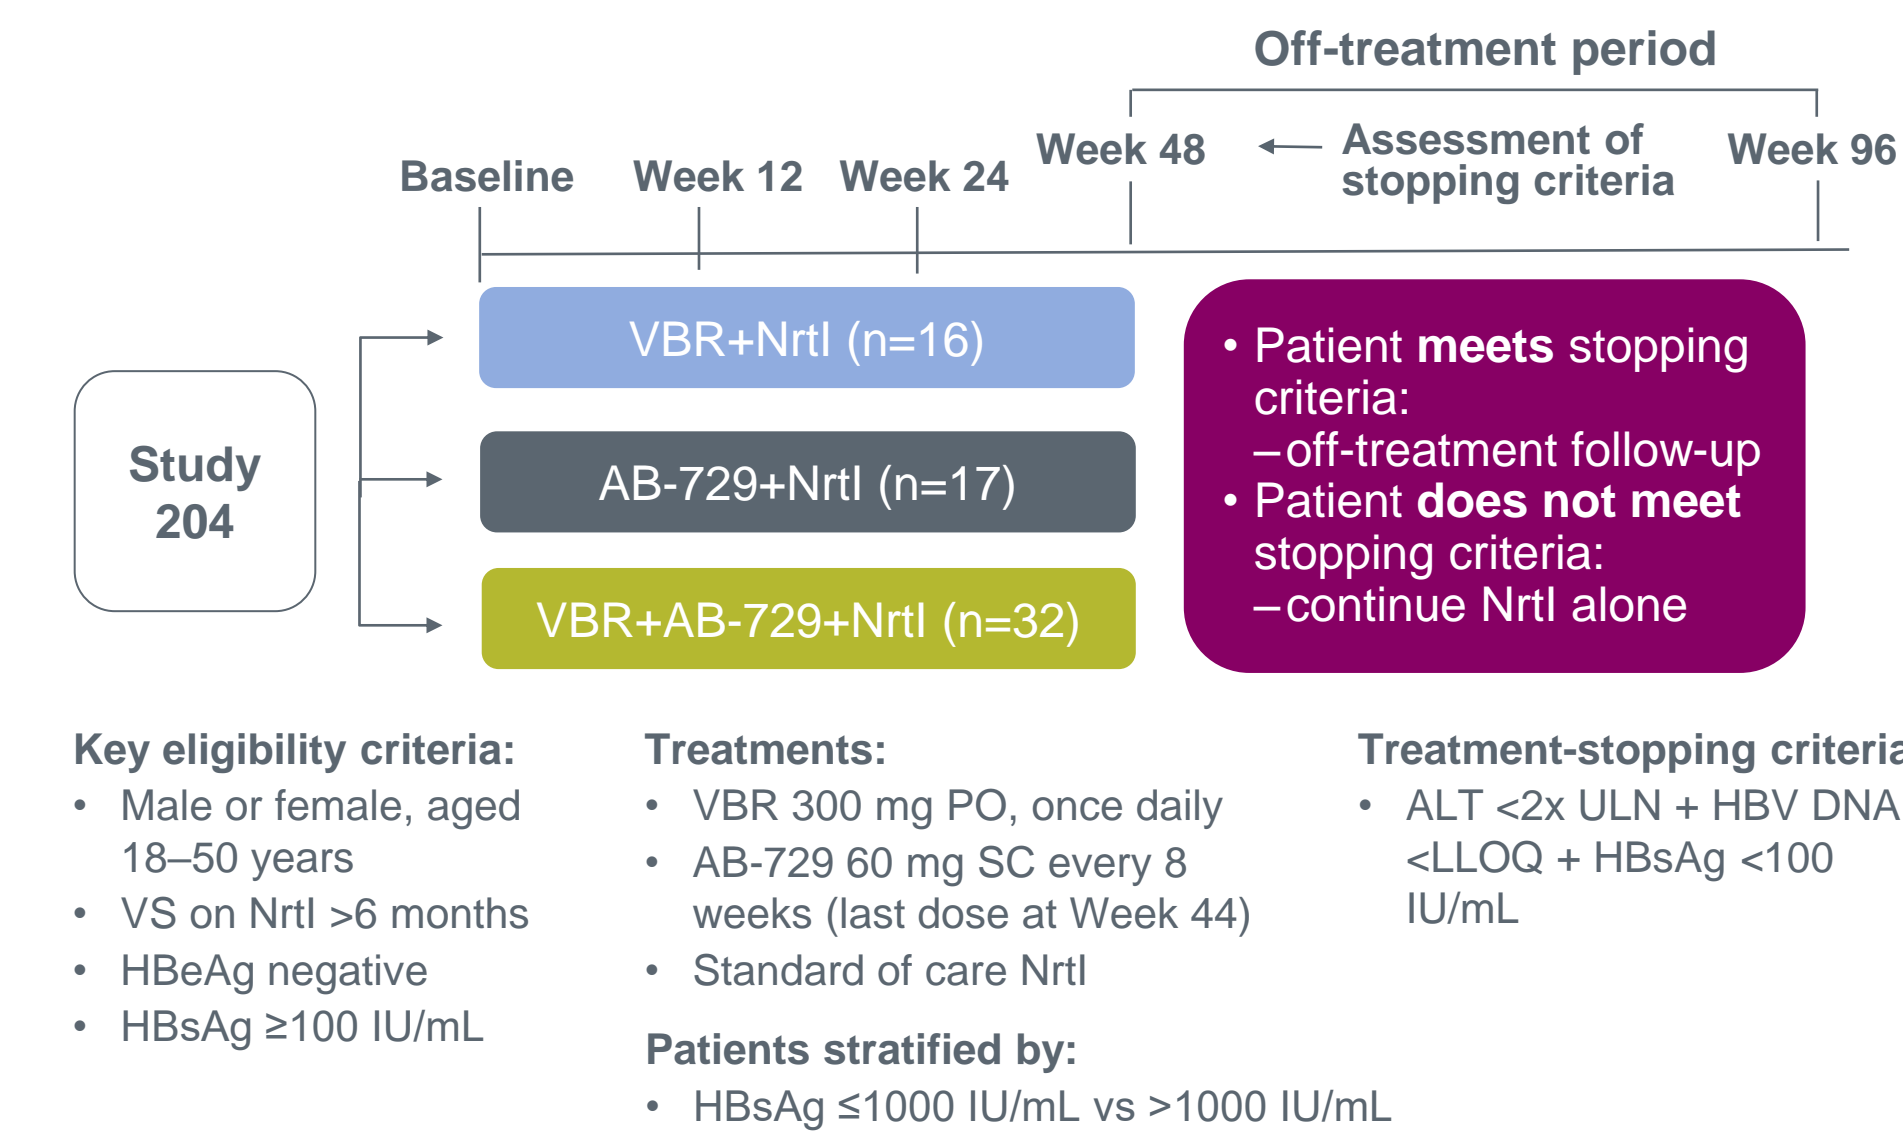 Off-treatment period
Baseline
Week 12
Week 24
Week 48
Assessment of
stopping criteria
Week 96
Study
204
VBR+NrtI (n=16)
AB-729+NrtI (n=17)
VBR+AB-729+NrtI (n=32)
• Patient meets stopping
criteria:
–off-treatment follow-up
• Patient does not meet
stopping criteria:
–continue NrtI alone
Key eligibility criteria:
• Male or female, aged
18–50 years
• VS on NrtI >6 months
• HBeAg negative
• HBsAg ≥100 IU/mL
Treatments:
• VBR 300 mg PO, once daily
• AB-729 60 mg SC every 8
weeks (last dose at Week 44)
• Standard of care NrtI
Patients stratified by:
• HBsAg ≤1000 IU/mL vs >1000 IU/mL
Treatment-stopping criteria
• ALT <2x ULN + HBV DNA
<LLOQ + HBsAg <100
IU/mL